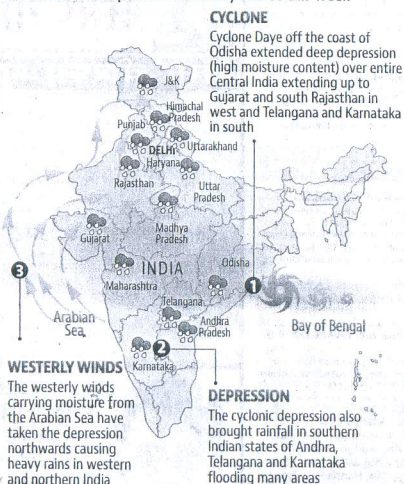 CYCLONE
Cyclone Daye off the coast of
Odisha extended deep depression
(high moisture content) over entire
Central India extending up to
Gujarat and south Rajasthan in
west and Telangana and Karnataka
in south
J&K
Himachal
Pradesh
Punjab
Uttarakhand
DELHI
Haryana
Rajasthan
Uttar
Pradesh
Gujarat
Madhya
Pradesh
INDIA
Odisha
Maharashtra
1
3
Telangana
Arabian
Sea
Andhra
Pradesh
Bay of Bengal
2
Karnataka
WESTERLY WINDS
The westerly winds
carrying moisture from
the Arabian Sea have
taken the depression
northwards causing
heavy rains in western
and northern India
DEPRESSION
The cyclonic depression also
brought rainfall in southern
Indian states of Andhra,
Telangana and Karnataka
flooding many areas